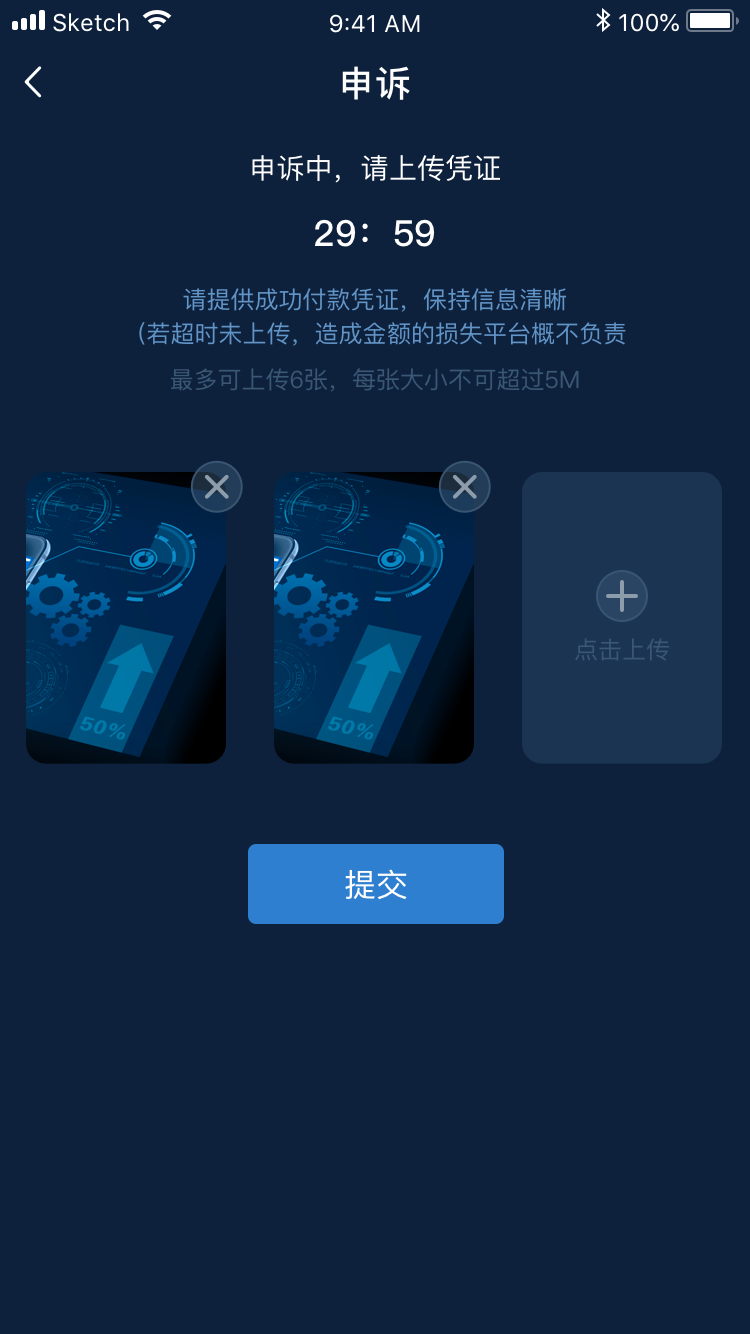 Sketch 9:41 AM 100%
申诉
申诉中，请上传凭证
29：59
请提供成功付款凭证，保持信息清晰
（若超时未上传，造成金额的损失平台概不负责
最多可上传6张，每张大小不可超过5M
50% 50%
点击上传
提交